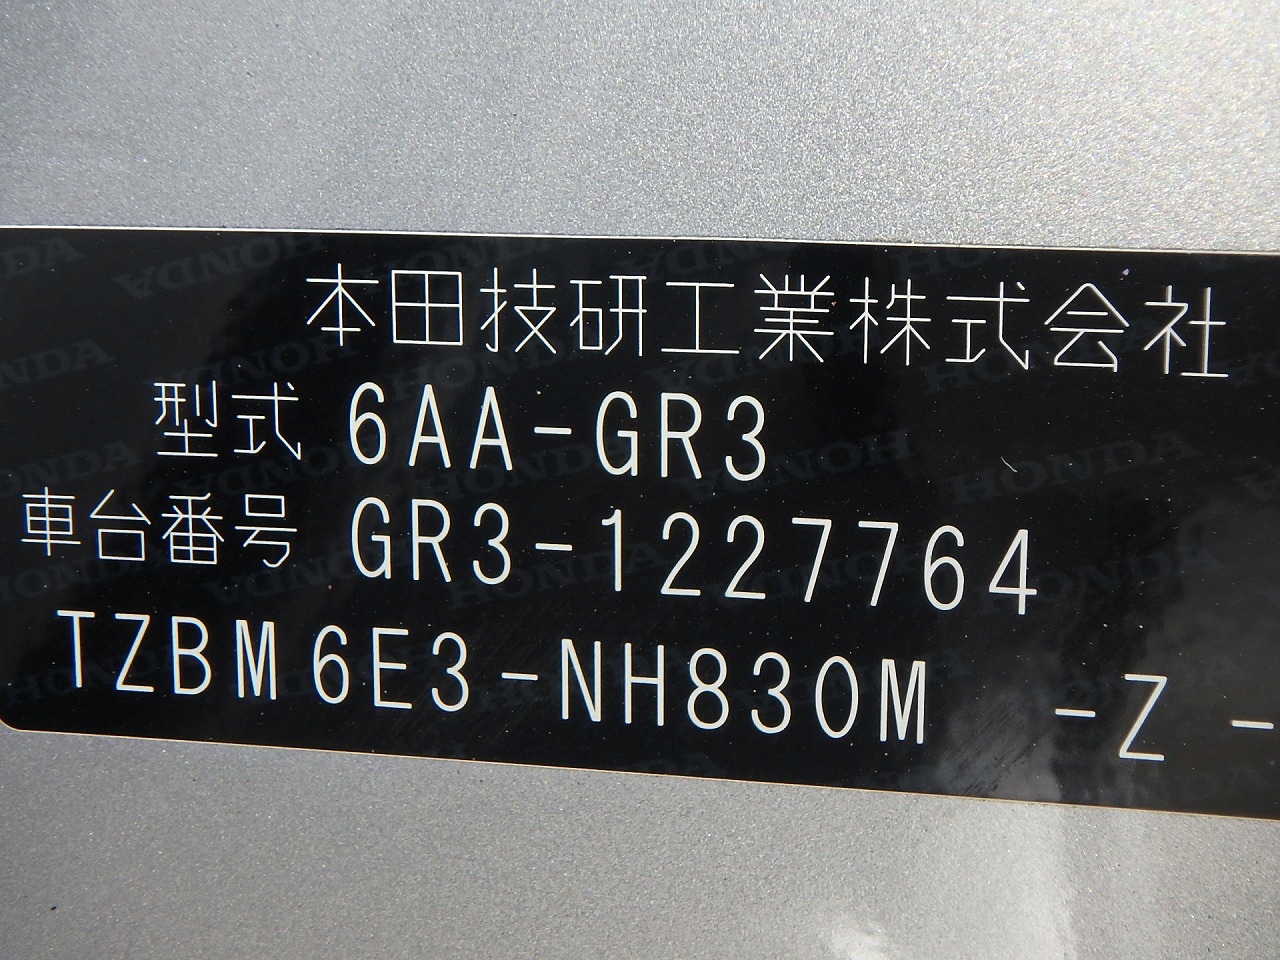 本田技研工業株式会社
型式 6AA-GR3
車台番号 GR3-1227764
TZBM6E3-NH830M -Z -